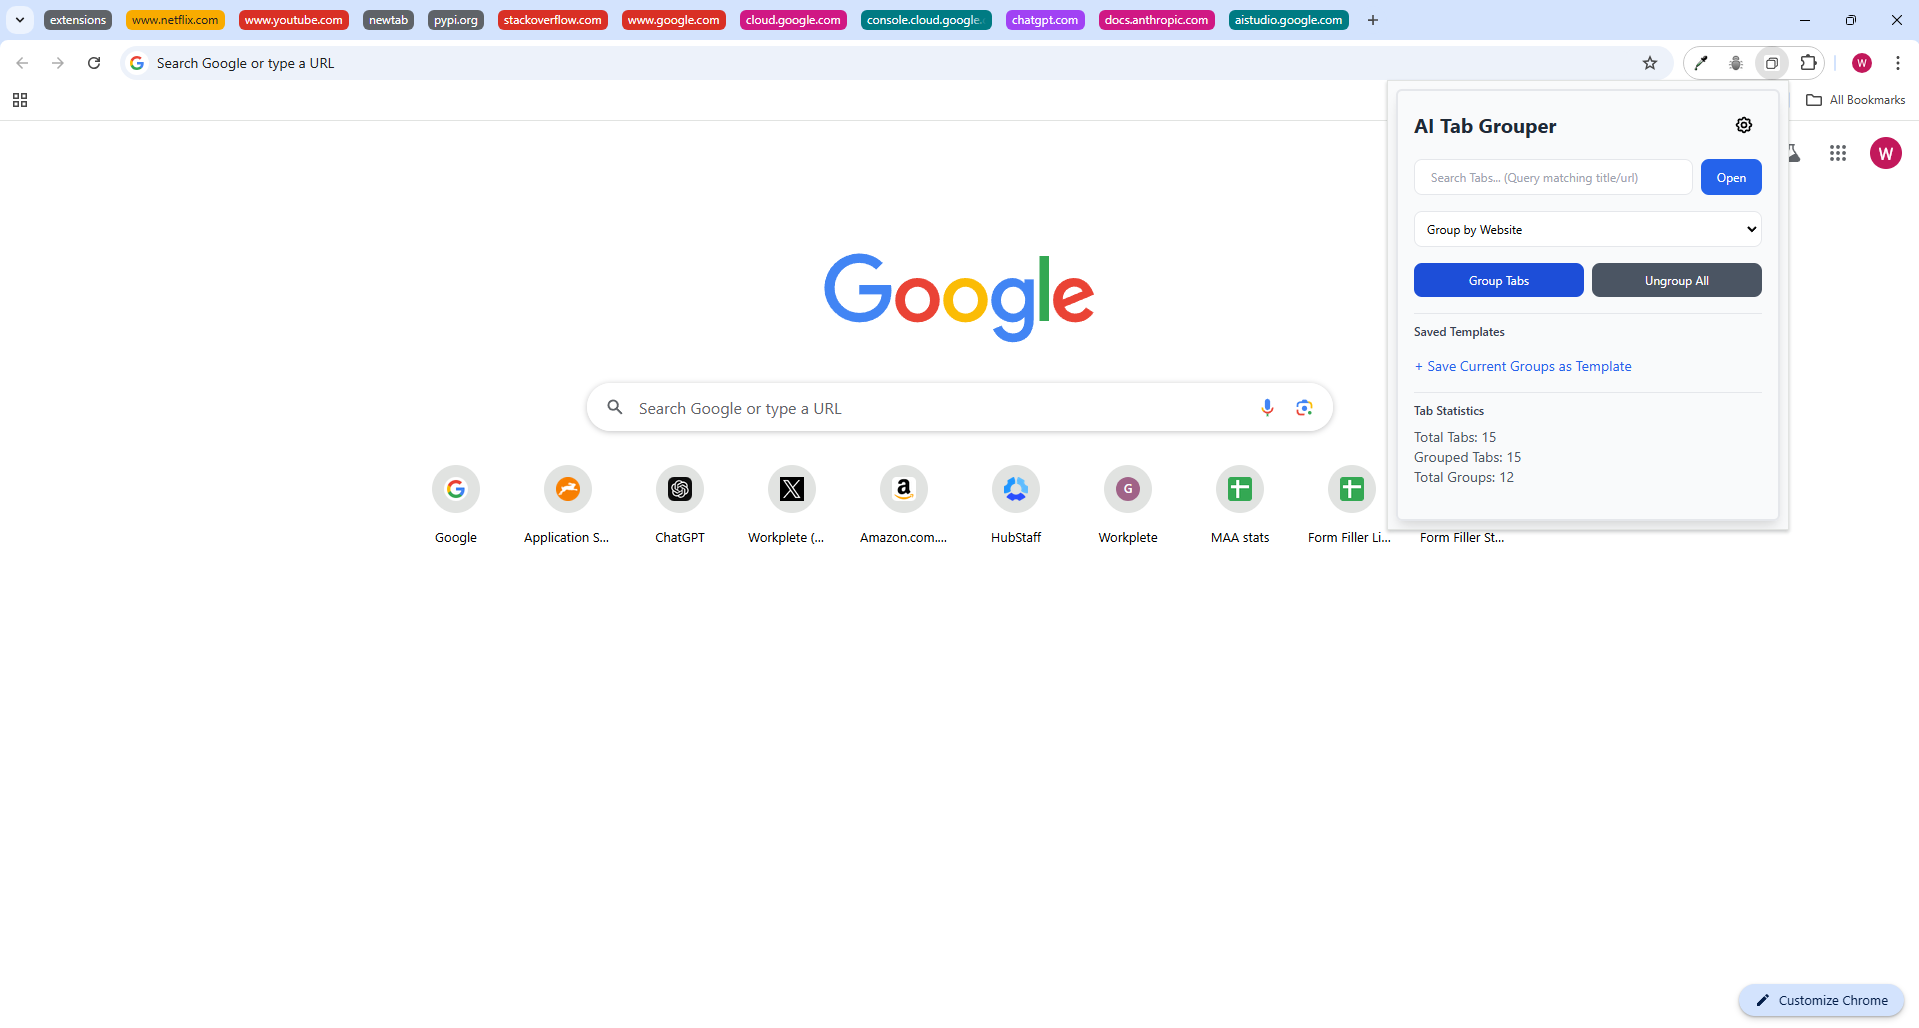 extensions
www.netflix.com
www.youtube.com
newtab
pypi.org
stackoverflow.com
www.google.com
cloud.google.com
console.cloud.google.
chatgpt.com
docs.anthropic.com
aistudio.google.com
Search Google or type a URL
W
All Bookmarks
W
Google
Search Google or type a URL
G
Google
Application S...
ChatGPT
Workplete (...
Amazon.com....
HubStaff
Workplete
MAA stats
Form Filler Li...
Form Filler St...
AI Tab Grouper
Search Tabs... (Query matching title/url)
Open
Group by Website
Group Tabs
Ungroup All
Saved Templates
+ Save Current Groups as Template
Tab Statistics
Total Tabs: 15
Grouped Tabs: 15
Total Groups: 12
Customize Chrome